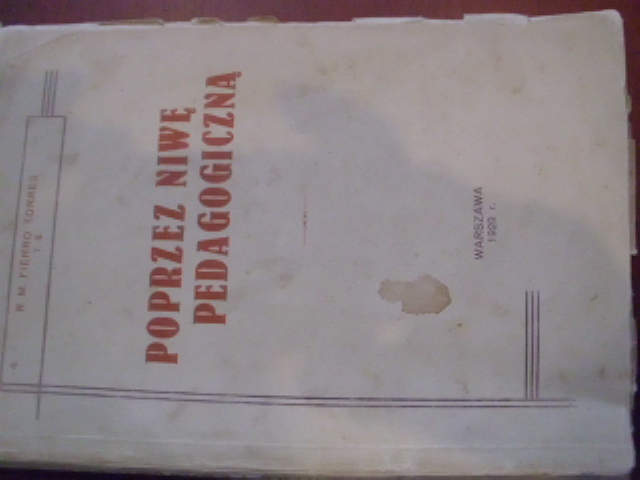 R. M. FIERRO TORRES
T. S.
POPRZEZ NIWĘ
PEDAGOGICZNĄ
WARSZAWA
1929 r.